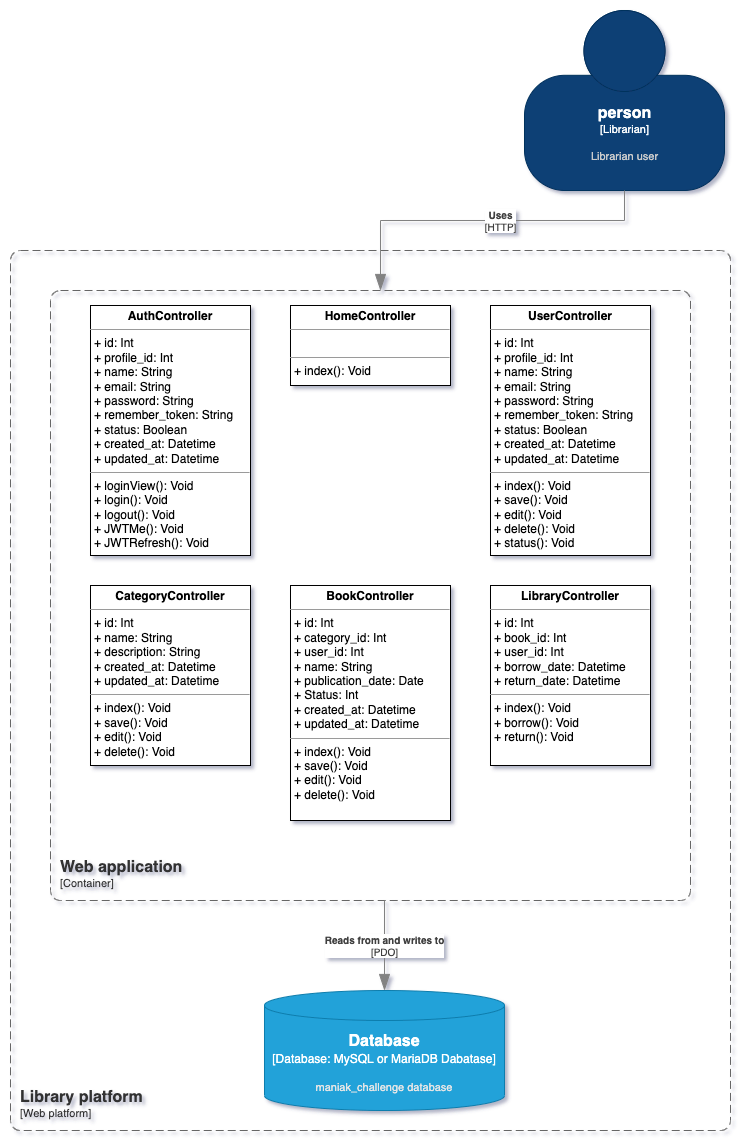 person
[Librarian]
Librarian user
Uses
[HTTP]
AuthController
+ id: Int
+ profile_id: Int
+ name: String
+ email: String
+ password: String
+ remember_token: String
+ status: Boolean
+ created_at: Datetime
+ updated_at: Datetime
+ loginView(): Void
+ login(): Void
+ logout(): Void
+ JWTMe(): Void
+ JWTRefresh(): Void
HomeController
+ index(): Void
UserController
+ id: Int
+ profile_id: Int
+ name: String
+ email: String
+ password: String
+ remember_token: String
+ status: Boolean
+ created_at: Datetime
+ updated_at: Datetime
+ index(): Void
+ save(): Void
+ edit(): Void
+ delete(): Void
+ status(): Void
CategoryController
+ id: Int
+ name: String
+ description: String
+ created_at: Datetime
+ updated_at: Datetime
+ index(): Void
+ save(): Void
+ edit(): Void
+ delete(): Void
BookController
+ id: Int
+ category_id: Int
+ user_id: Int
+ name: String
+ publication_date: Date
+ Status: Int
+ created_at: Datetime
+ updated_at: Datetime
+ index(): Void
+ save(): Void
+ edit(): Void
+ delete(): Void
LibraryController
+ id: Int
+ book_id: Int
+ user_id: Int
+ borrow_date: Datetime
+ return_date: Datetime
+ index(): Void
+ borrow(): Void
+ return(): Void
Web application
[Container]
Reads from and writes to
[PDO]
Database
[Database: MySQL or MariaDB Dabatase]
maniak_challenge database
Library platform
[Web platform]